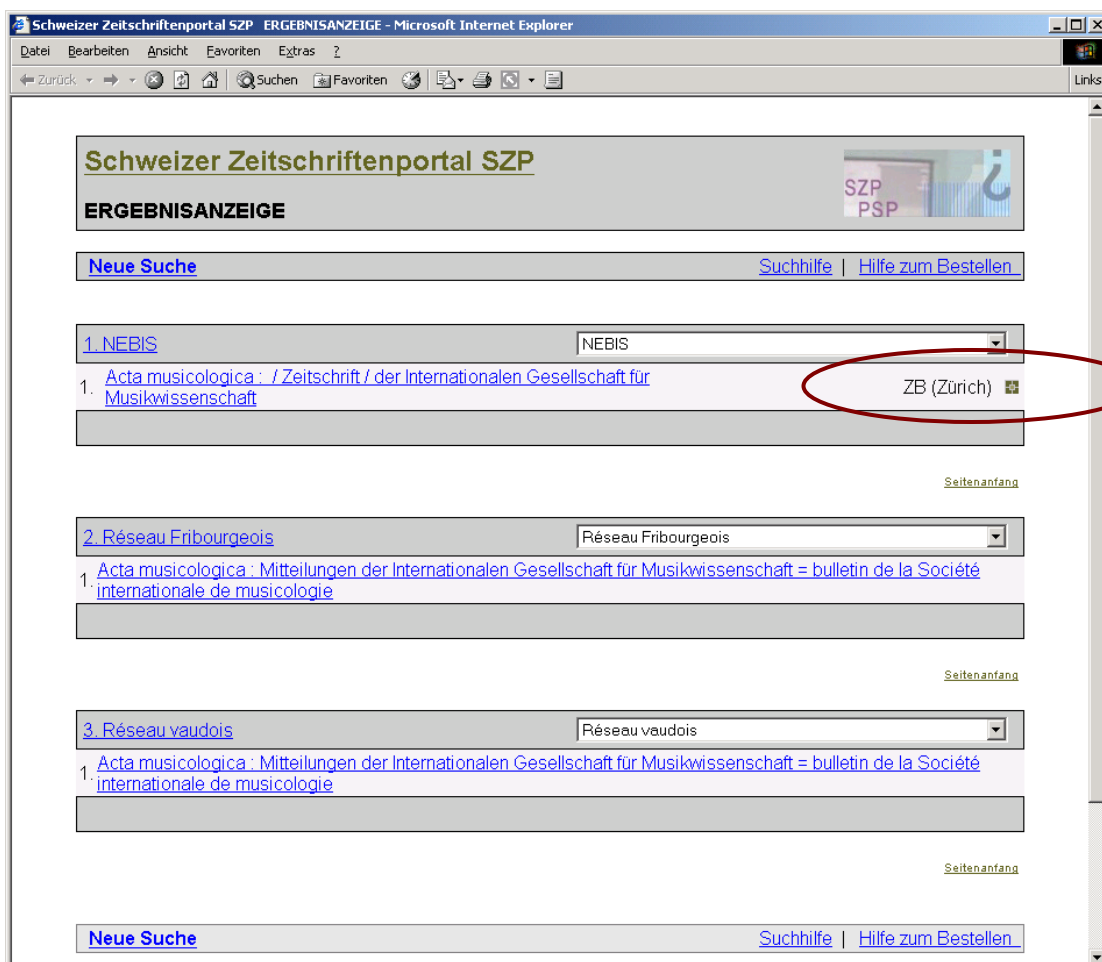 Schweizer Zeitschriftenportal SZP ERGEBNISANZEIGE - Microsoft Internet Explorer
Datei Bearbeiten Ansicht Favoriten Extras ?
Zurück Suchen Favoriten Links
Schweizer Zeitschriftenportal SZP
ERGEBNISANZEIGE
SZP
PSP
Neue Suche Suchhilfe | Hilfe zum Bestellen
1. NEBIS NEBIS
1. Acta musicologica : / Zeitschrift / der Internationalen Gesellschaft für
Musikwissenschaft
ZB (Zürich)
Seitenanfang
2. Réseau Fribourgeois Réseau Fribourgeois
1. Acta musicologica : Mitteilungen der Internationalen Gesellschaft für Musikwissenschaft = bulletin de la Société
internationale de musicologie
Seitenanfang
3. Réseau vaudois Réseau vaudois
1. Acta musicologica : Mitteilungen der Internationalen Gesellschaft für Musikwissenschaft = bulletin de la Société
internationale de musicologie
Seitenanfang
Neue Suche Suchhilfe | Hilfe zum Bestellen